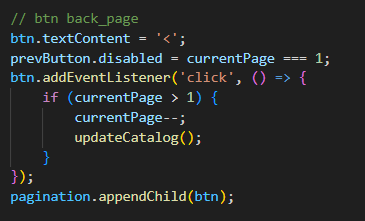 // btn back_page
btn.textContent = '<';
prevButton.disabled = currentPage === 1;
btn.addEventListener('click', () => {
    if (currentPage > 1) {
        currentPage--;
        updateCatalog();
    }
});
pagination.appendChild(btn);